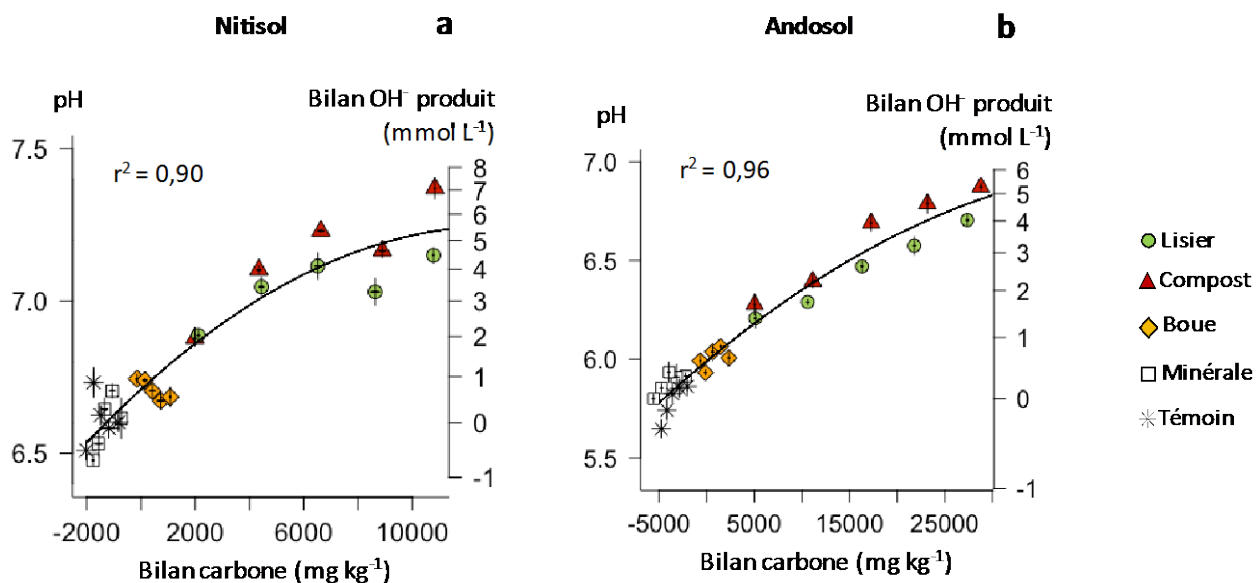 Nitisol a
pH
Bilan OH⁻ produit
(mmol L⁻¹)
r² = 0,90
7.5
7.0
6.5
8
7
6
5
4
3
2
1
0
-1
-2000 2000 6000 10000
Bilan carbone (mg kg⁻¹)
Andosol b
pH
Bilan OH⁻ produit
(mmol L⁻¹)
r² = 0,96
7.0
6.5
6.0
5.5
6
5
4
3
2
1
0
-1
-5000 5000 15000 25000
Bilan carbone (mg kg⁻¹)
Lisier
Compost
Boue
Minérale
Témoin